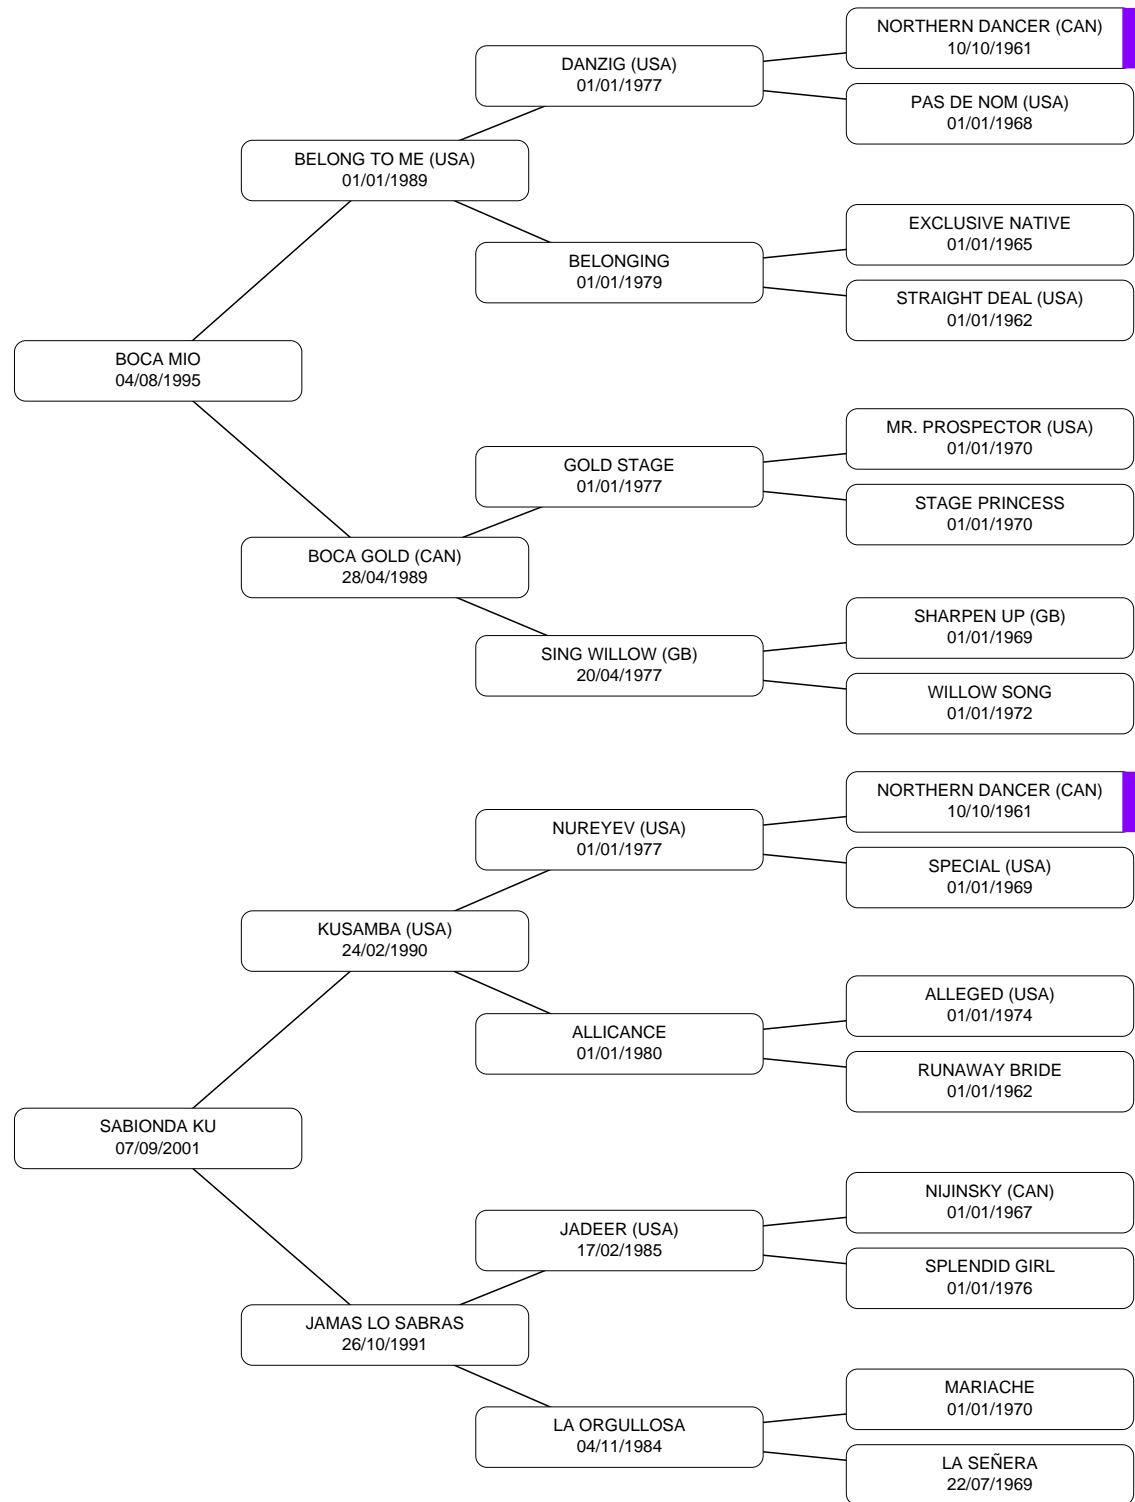 NORTHERN DANCER (CAN)
10/10/1961
DANZIG (USA)
01/01/1977
PAS DE NOM (USA)
01/01/1968
BELONG TO ME (USA)
01/01/1989
EXCLUSIVE NATIVE
01/01/1965
BELONGING
01/01/1979
STRAIGHT DEAL (USA)
01/01/1962
BOCA MIO
04/08/1995
MR. PROSPECTOR (USA)
01/01/1970
GOLD STAGE
01/01/1977
STAGE PRINCESS
01/01/1970
BOCA GOLD (CAN)
28/04/1989
SHARPEN UP (GB)
01/01/1969
SING WILLOW (GB)
20/04/1977
WILLOW SONG
01/01/1972
NORTHERN DANCER (CAN)
10/10/1961
NUREYEV (USA)
01/01/1977
SPECIAL (USA)
01/01/1969
KUSAMBA (USA)
24/02/1990
ALLEGED (USA)
01/01/1974
ALLICANCE
01/01/1980
RUNAWAY BRIDE
01/01/1962
SABIONDA KU
07/09/2001
NIJINSKY (CAN)
01/01/1967
JADEER (USA)
17/02/1985
SPLENDID GIRL
01/01/1976
JAMAS LO SABRAS
26/10/1991
MARIACHE
01/01/1970
LA ORGULLOSA
04/11/1984
LA SEÑERA
22/07/1969